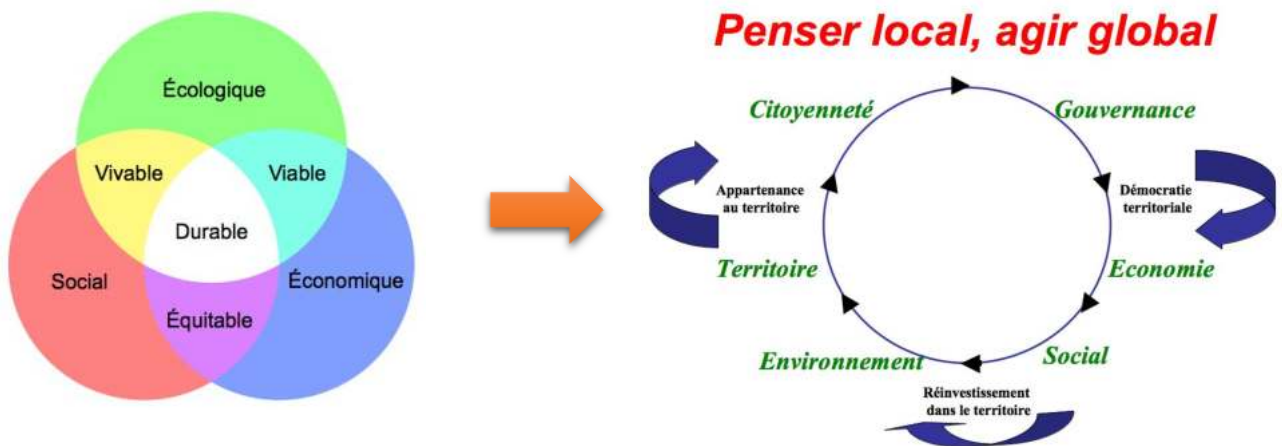 Écologique
Vivable
Viable
Durable
Social
Économique
Équitable
Penser local, agir global
Citoyenneté
Gouvernance
Appartenance
au territoire
Démocratie
territoriale
Territoire
Economie
Environnement
Social
Réinvestissement
dans le territoire